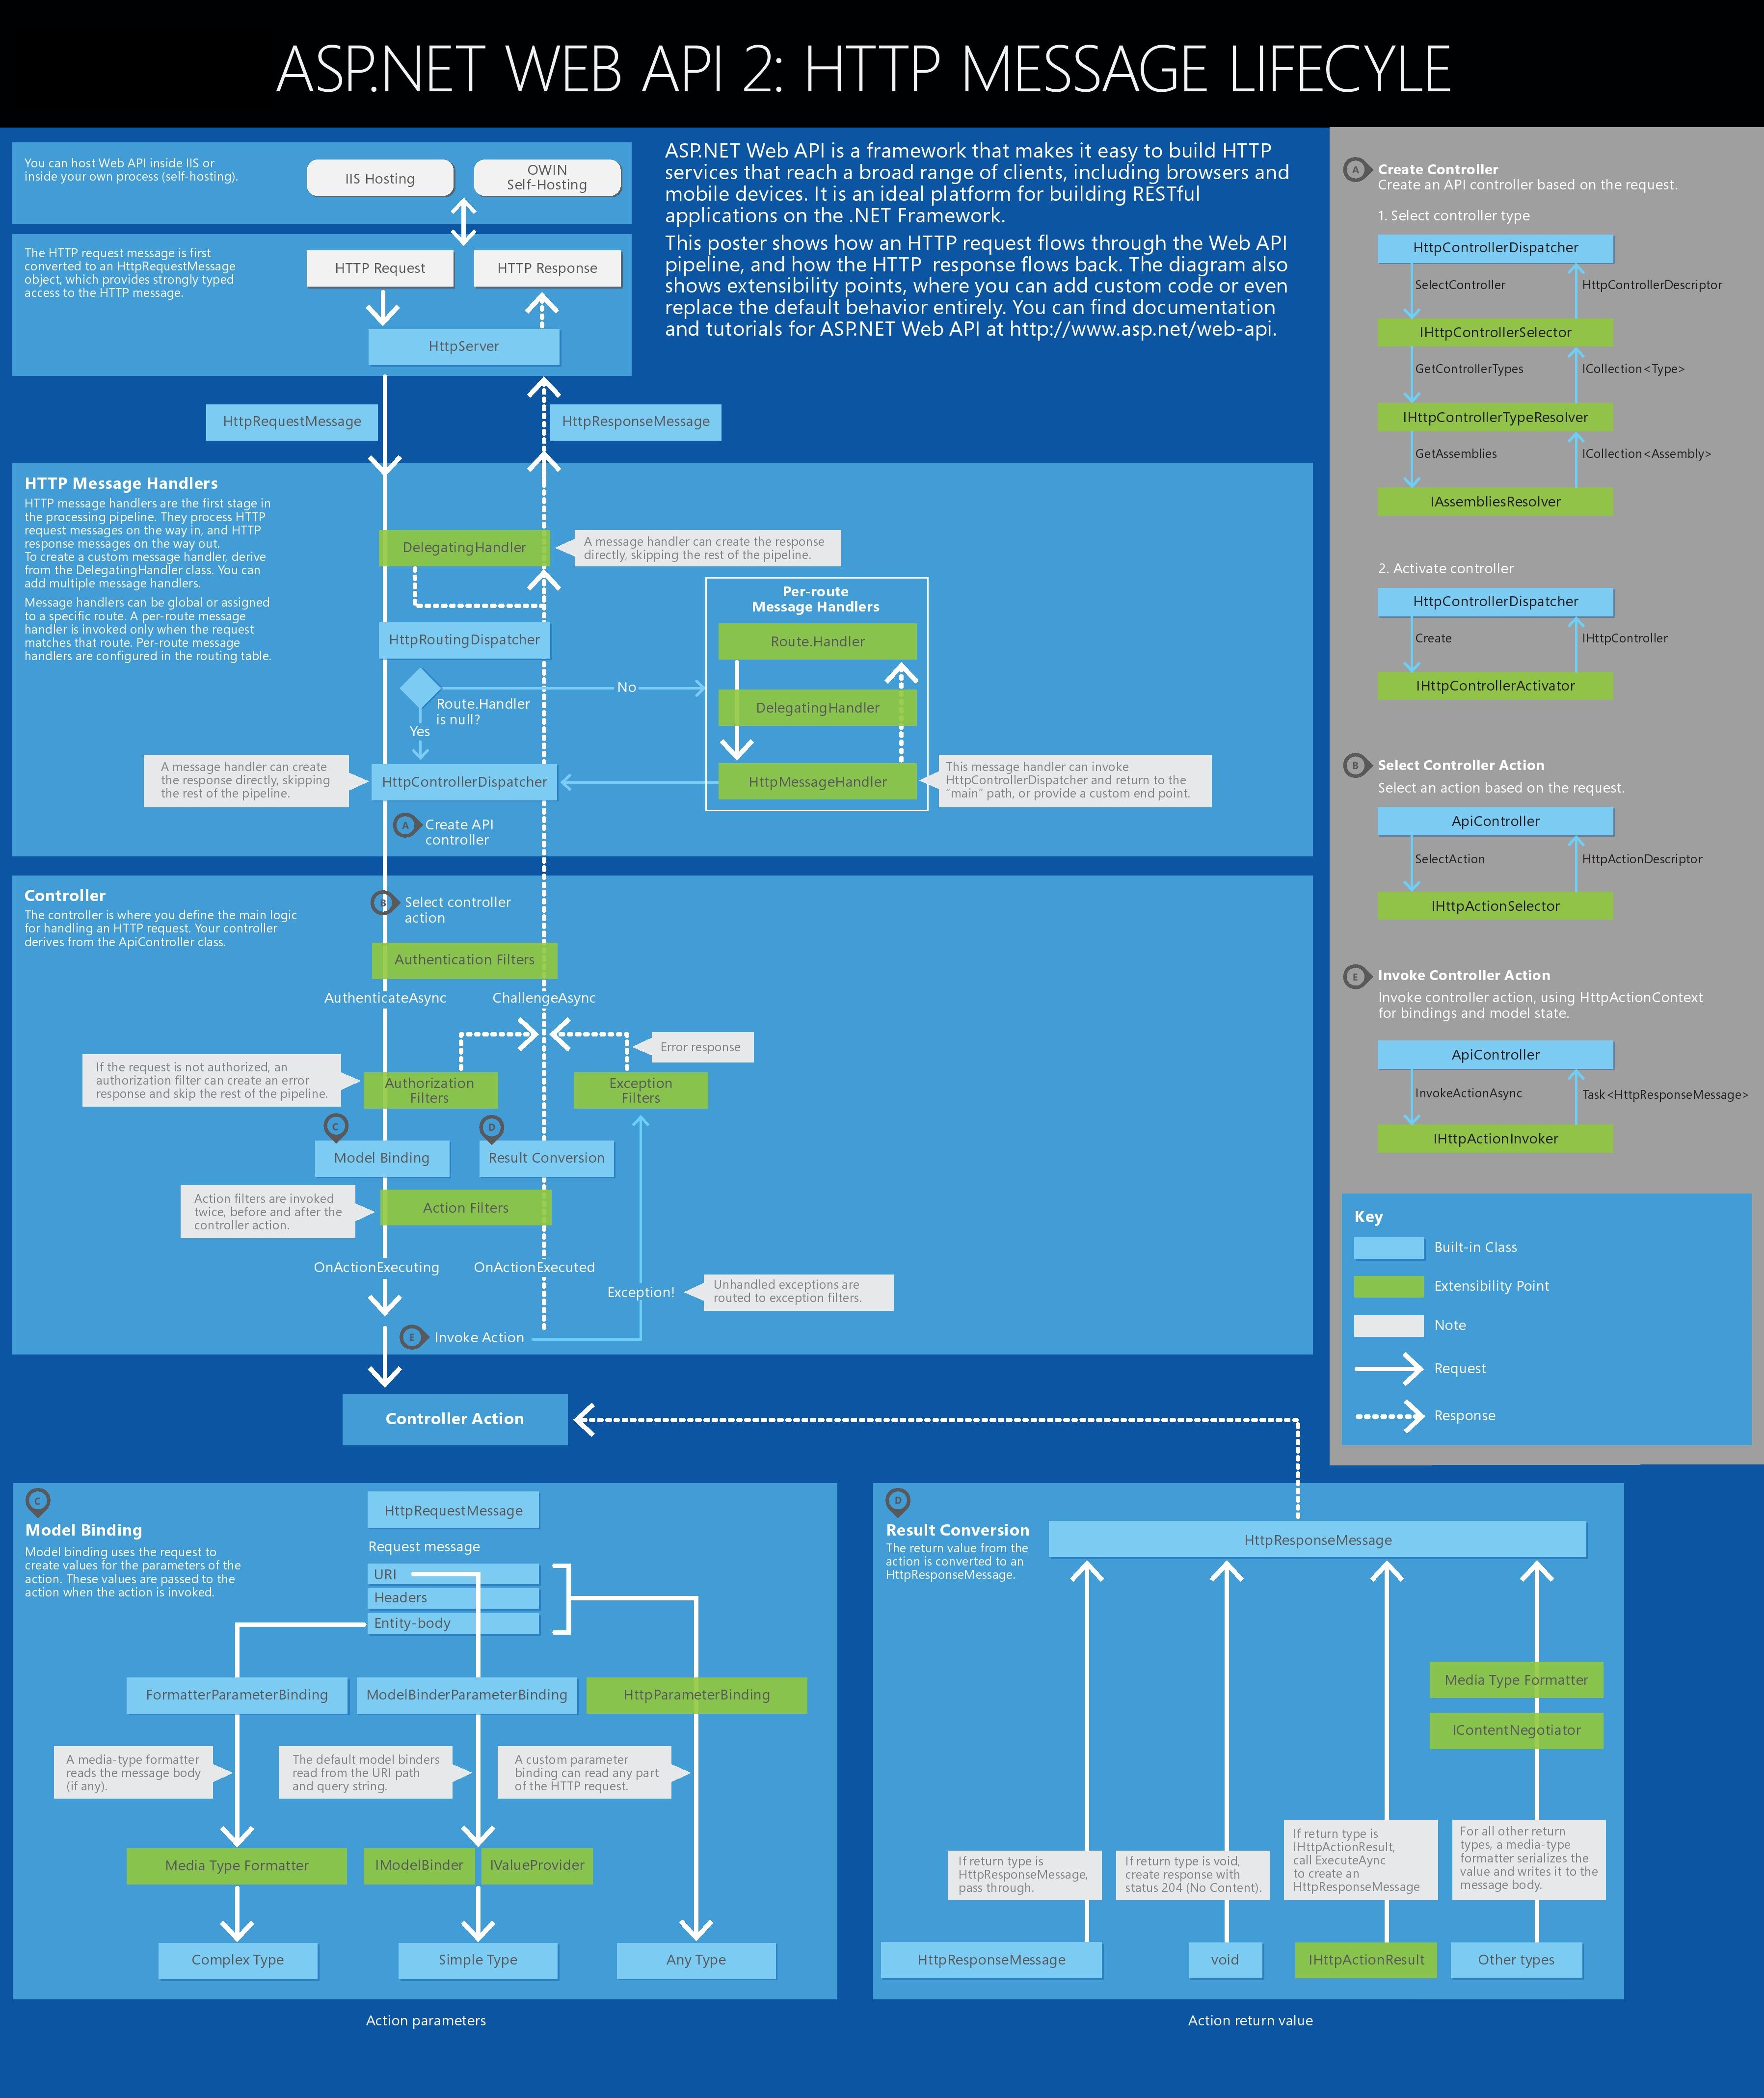 ASP.NET WEB API 2: HTTP MESSAGE LIFECYLE
You can host Web API inside IIS or
inside your own process (self-hosting).
IIS Hosting
OWIN
Self-Hosting
The HTTP request message is first
converted to an HttpRequestMessage
object, which provides strongly typed
access to the HTTP message.
HTTP Request
HTTP Response
HttpServer
ASP.NET Web API is a framework that makes it easy to build HTTP
services that reach a broad range of clients, including browsers and
mobile devices. It is an ideal platform for building RESTful
applications on the .NET Framework.
This poster shows how an HTTP request flows through the Web API
pipeline, and how the HTTP response flows back. The diagram also
shows extensibility points, where you can add custom code or even
replace the default behavior entirely. You can find documentation
and tutorials for ASP.NET Web API at http://www.asp.net/web-api.
HttpRequestMessage
HttpResponseMessage
HTTP Message Handlers
HTTP message handlers are the first stage in
the processing pipeline. They process HTTP
request messages on the way in, and HTTP
response messages on the way out.
To create a custom message handler, derive
from the DelegatingHandler class. You can
add multiple message handlers.
Message handlers can be global or assigned
to a specific route. A per-route message
handler is invoked only when the request
matches that route. Per-route message
handlers are configured in the routing table.
DelegatingHandler
A message handler can create the response
directly, skipping the rest of the pipeline.
HttpRoutingDispatcher
Route.Handler
is null?
No
Yes
Per-route
Message Handlers
Route.Handler
DelegatingHandler
HttpMessageHandler
This message handler can invoke
HttpControllerDispatcher and return to the
"main" path, or provide a custom end point.
A message handler can create
the response directly, skipping
the rest of the pipeline.
HttpControllerDispatcher
A
Create API
controller
Controller
The controller is where you define the main logic
for handling an HTTP request. Your controller
derives from the ApiController class.
B
Select controller
action
Authentication Filters
AuthenticateAsync
ChallengeAsync
Error response
If the request is not authorized, an
authorization filter can create an error
response and skip the rest of the pipeline.
Authorization
Filters
Exception
Filters
C
D
Model Binding
Result Conversion
Action filters are invoked
twice, before and after the
controller action.
Action Filters
OnActionExecuting
OnActionExecuted
Exception!
Unhandled exceptions are
routed to exception filters.
E
Invoke Action
Controller Action
A
Create Controller
Create an API controller based on the request.
1. Select controller type
HttpControllerDispatcher
SelectController
HttpControllerDescriptor
IHttpControllerSelector
GetControllerTypes
ICollection<Type>
IHttpControllerTypeResolver
GetAssemblies
ICollection<Assembly>
IAssembliesResolver
2. Activate controller
HttpControllerDispatcher
Create
IHttpController
IHttpControllerActivator
B
Select Controller Action
Select an action based on the request.
ApiController
SelectAction
HttpActionDescriptor
IHttpActionSelector
E
Invoke Controller Action
Invoke controller action, using HttpActionContext
for bindings and model state.
ApiController
InvokeActionAsync
Task<HttpResponseMessage>
IHttpActionInvoker
Key
Built-in Class
Extensibility Point
Note
Request
Response
C
Model Binding
Model binding uses the request to
create values for the parameters of the
action. These values are passed to the
action when the action is invoked.
HttpRequestMessage
Request message
URI
Headers
Entity-body
FormatterParameterBinding
ModelBinderParameterBinding
HttpParameterBinding
A media-type formatter
reads the message body
(if any).
The default model binders
read from the URI path
and query string.
A custom parameter
binding can read any part
of the HTTP request.
Media Type Formatter
IModelBinder
IValueProvider
Complex Type
Simple Type
Any Type
Action parameters
D
Result Conversion
The return value from the
action is converted to an
HttpResponseMessage.
HttpResponseMessage
Media Type Formatter
IContentNegotiator
If return type is
HttpResponseMessage,
pass through.
If return type is void,
create response with
status 204 (No Content).
If return type is
IHttpActionResult,
call ExecuteAync
to create an
HttpResponseMessage
For all other return
types, a media-type
formatter serializes the
value and writes it to the
message body.
HttpResponseMessage
void
IHttpActionResult
Other types
Action return value